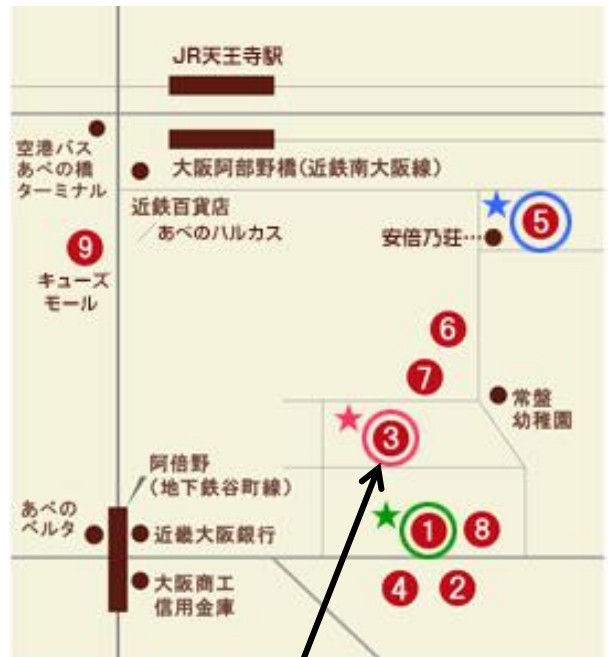 JR天王寺駅
空港バス
あべの橋
ターミナル
大阪阿部野橋(近鉄南大阪線)
近鉄百貨店
/あべのハルカス
★
5
安倍乃荘…
9
キューズ
モール
6
7
常盤
幼稚園
★
3
阿倍野
(地下鉄谷町線)
あべの
ベルタ
近畿大阪銀行
★
1
8
大阪商工
信用金庫
4
2